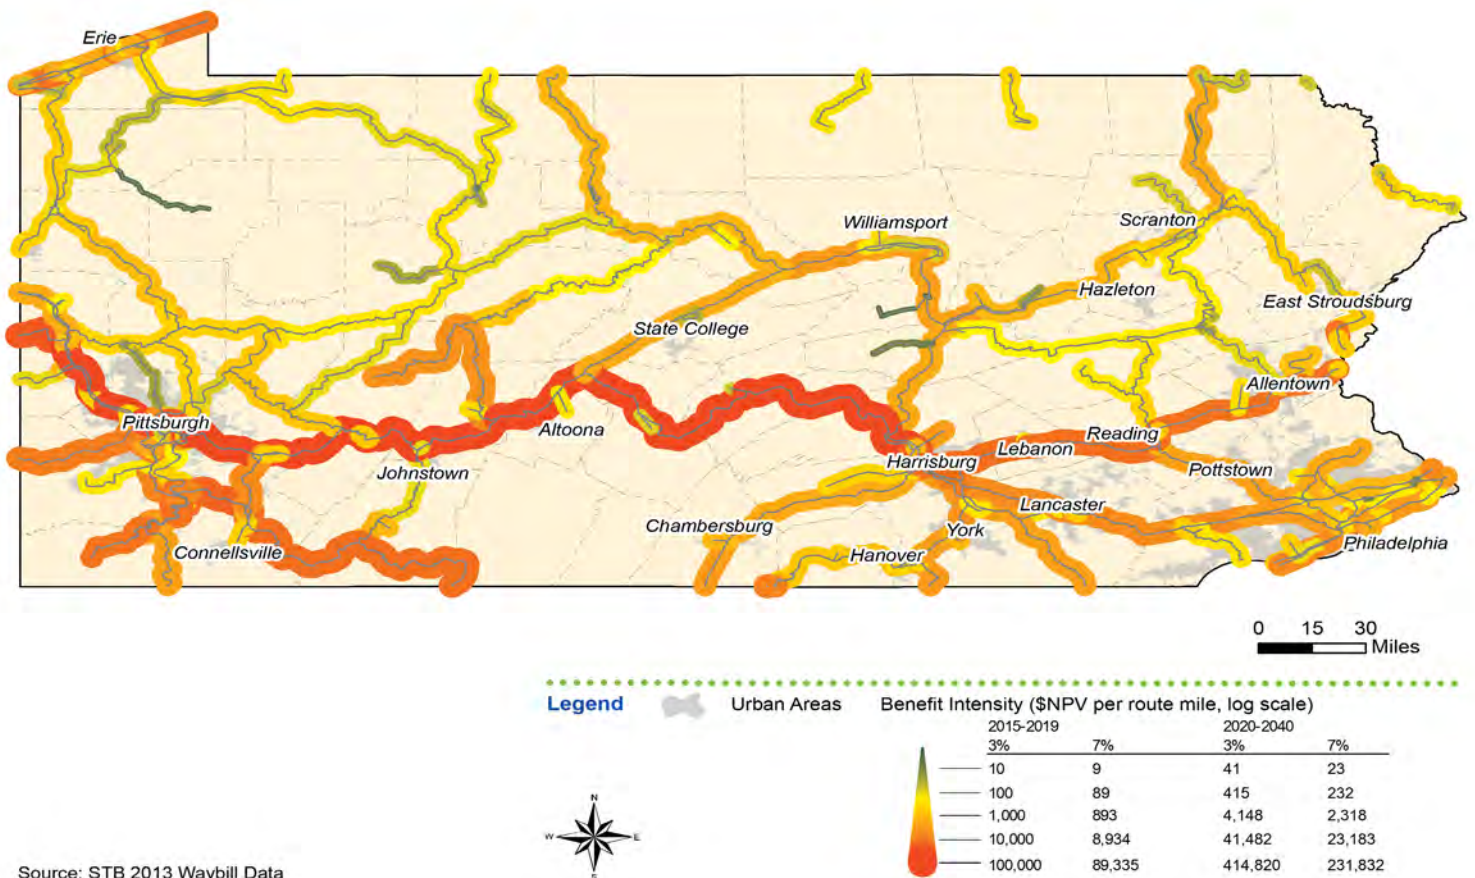 Erie
Williamsport
Scranton
Hazleton
East Stroudsburg
State College
Allentown
Pittsburgh
Altoona
Reading
Lebanon
Harrisburg
Johnstown
Pottstown
Lancaster
Chambersburg
York
Connellsville
Hanover
Philadelphia
0 15 30
Miles
Legend
Urban Areas
Benefit Intensity ($NPV per route mile, log scale)
2015-2019 2020-2040
3% 7% 3% 7%
10 9 41 23
100 89 415 232
1,000 893 4,148 2,318
10,000 8,934 41,482 23,183
100,000 89,335 414,820 231,832
N
W E
S
Source: STB 2013 Waybill Data